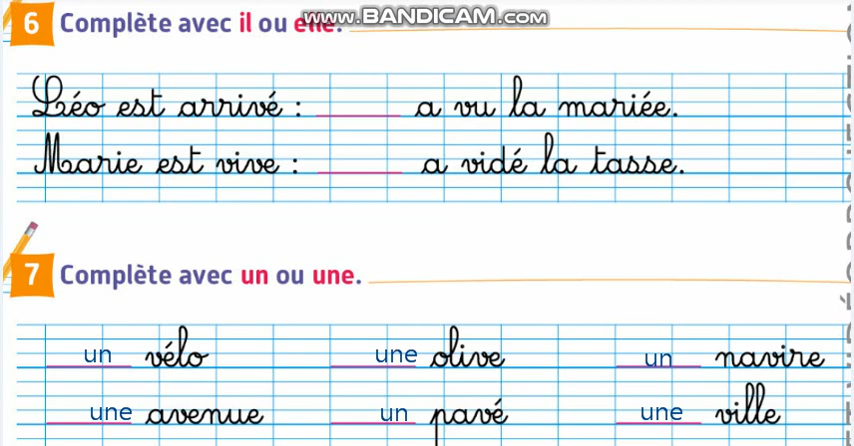 www.BANDICAM.com
6 Complète avec il ou elle.
Léo est arrivé : ______ a vu la mariée.
Marie est vive : ______ a vidé la tasse.
7 Complète avec un ou une.
un vélo une olive un navire
une avenue un pavé une ville